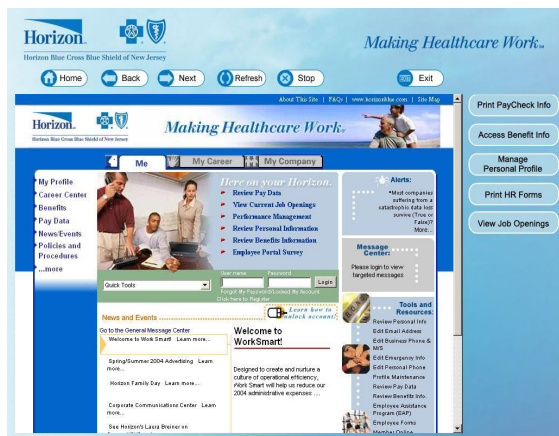 Horizon
Horizon Blue Cross Blue Shield of New Jersey
Making Healthcare Work
Home
Back
Next
Refresh
Stop
Exit
About This Site | FAQs | www.horizonblue.com | Site Map
Horizon
Horizon Blue Cross Blue Shield of New Jersey
Making Healthcare Work
Me
My Career
My Company
My Profile
Career Center
Benefits
Pay Data
News/Events
Policies and
Procedures
...more
Here on your Horizon.
Review Pay Data
View Current Job Openings
Performance Management
Review Personal Information
Review Benefits Information
Employee Portal Survey
Alerts:
*Most companies
suffering from a
catastrophic data loss
survive (True or
False)?
More...
Message
Center:
Please login to view
targeted messages
Quick Tools
User name
Password
Login
Forgot My Password/Locked My Account
Click here to Register
Learn how to
unlock account!
News and Events
Go to the General Message Center
Welcome to Work Smart! Learn more...
Spring/Summer 2004 Advertising Learn
more...
Horizon Family Day Learn more...
Corporate Communications Center Learn
more...
See Horizon's Laura Breiner on
Welcome to
WorkSmart!
Designed to create and nurture a
culture of operational efficiency,
Work Smart will help us reduce our
2004 administrative expenses ....
Tools and
Resources:
Review Personal Info
Edit Email Address
Edit Business Phone &
M/S
Edit Emergency Info
Edit Personal Phone
Profile Maintenance
Review Pay Data
Review Benefits Info.
Employee Assistance
Program (EAP)
Employee Forms
Member Online
Print PayCheck Info
Access Benefit Info
Manage
Personal Profile
Print HR Forms
View Job Openings